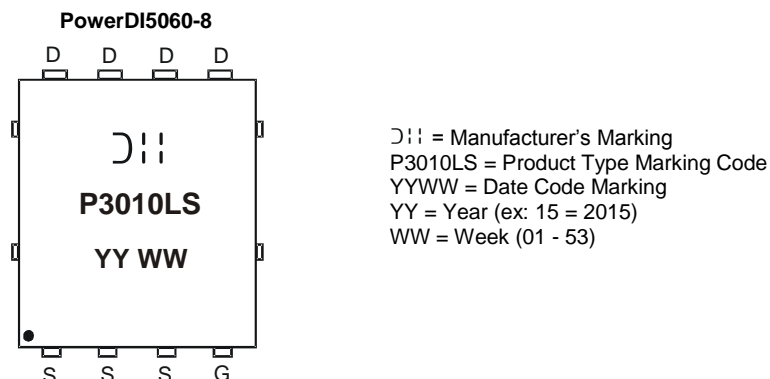 PowerDI5060-8
D D D D
P3010LS
YY WW
S S S G
= Manufacturer's Marking
P3010LS = Product Type Marking Code
YYWW = Date Code Marking
YY = Year (ex: 15 = 2015)
WW = Week (01 - 53)